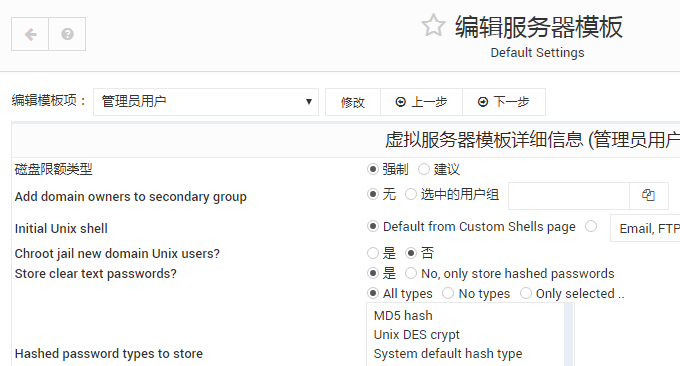 编辑服务器模板
Default Settings
编辑模板项： 管理员用户 修改 上一步 下一步
虚拟服务器模板详细信息 (管理员用户
磁盘限额类型 强制 建议
Add domain owners to secondary group 无 选中的用户组
Initial Unix shell Default from Custom Shells page Email, FTP
Chroot jail new domain Unix users? 是 否
Store clear text passwords? 是 No, only store hashed passwords
All types No types Only selected ..
MD5 hash
Unix DES crypt
Hashed password types to store System default hash type